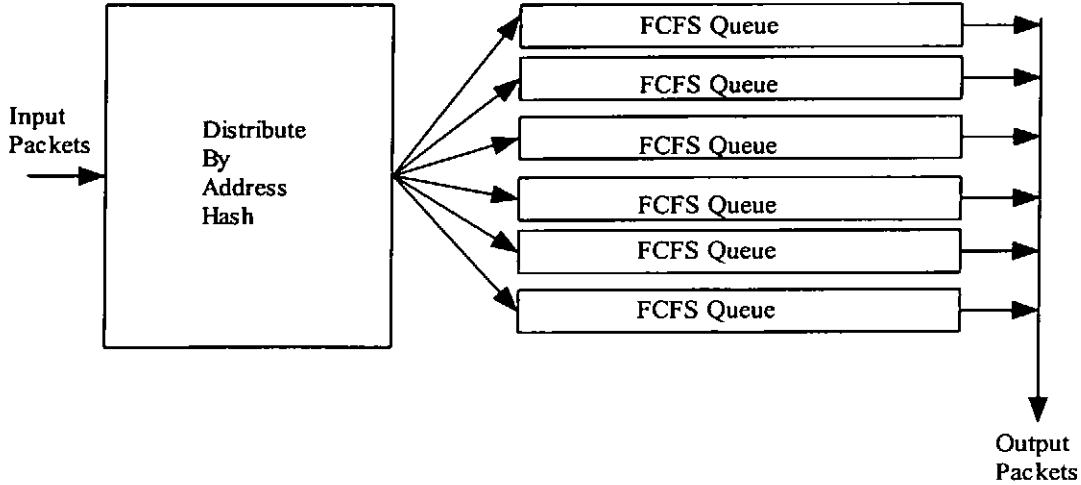 Input
Packets
Distribute
By
Address
Hash
FCFS Queue
FCFS Queue
FCFS Queue
FCFS Queue
FCFS Queue
FCFS Queue
Output
Packets